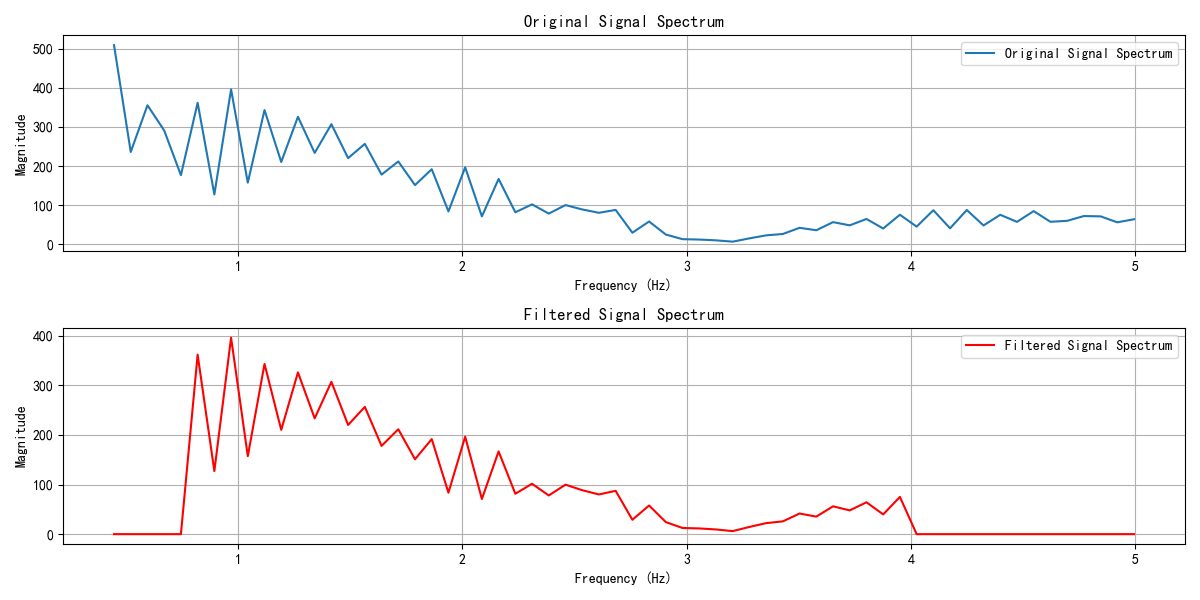 Original Signal Spectrum
500
400
300
200
100
0
Magnitude
Original Signal Spectrum
1
2
3
4
5
Frequency (Hz)
Filtered Signal Spectrum
400
300
200
100
0
Magnitude
Filtered Signal Spectrum
1
2
3
4
5
Frequency (Hz)